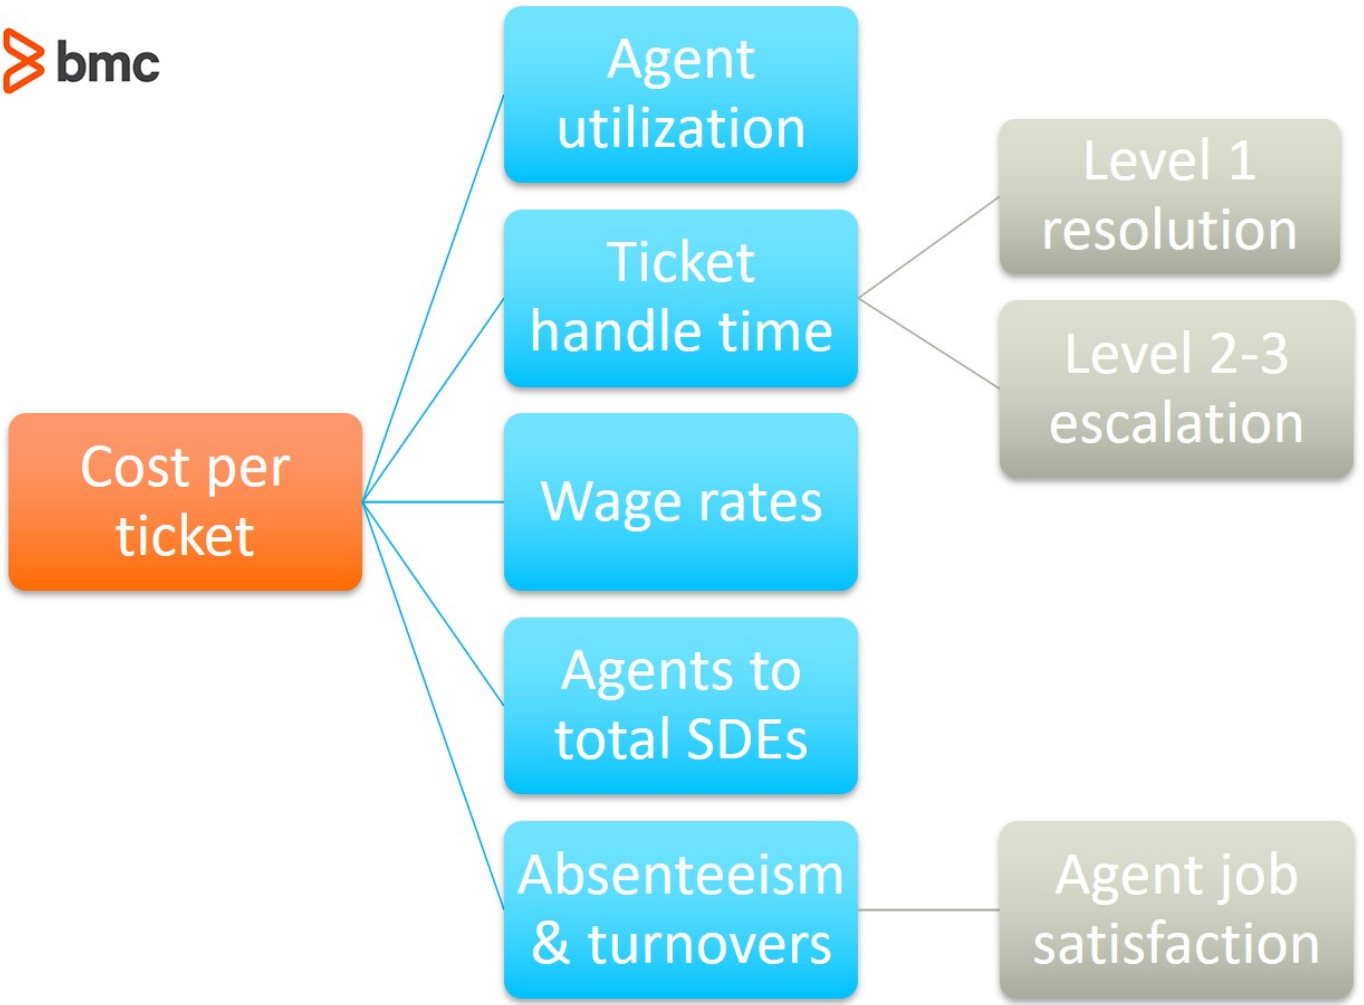 bmc
Agent
utilization
Ticket
handle time
Level 1
resolution
Level 2-3
escalation
Cost per
ticket
Wage rates
Agents to
total SDEs
Absenteeism
& turnovers
Agent job
satisfaction